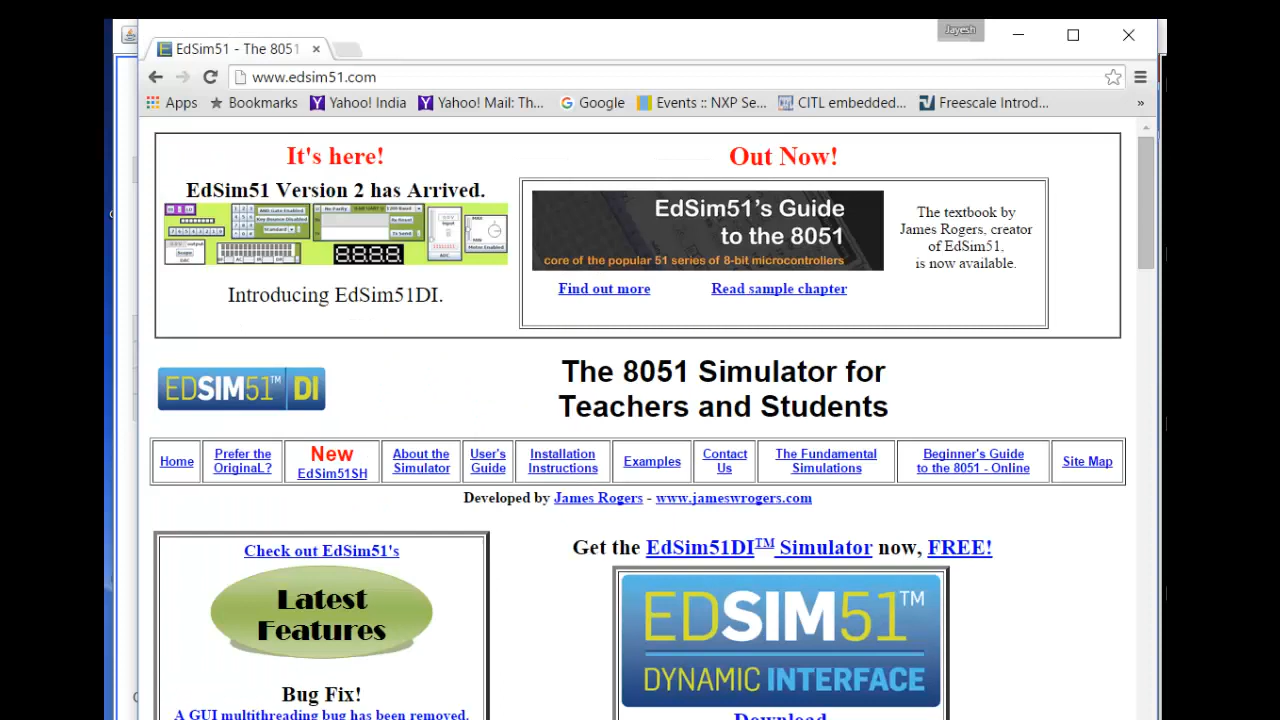 Jayesh
EdSim51 - The 8051
www.edsim51.com
Apps Bookmarks Yahoo! India Yahoo! Mail: Th... Google Events :: NXP Se... CITL embedded... Freescale Introd... »
It's here!
EdSim51 Version 2 has Arrived.
Introducing EdSim51DI.
Out Now!
EdSim51's Guide
to the 8051
core of the popular 51 series of 8-bit microcontrollers
Find out more Read sample chapter
The textbook by
James Rogers, creator
of EdSim51,
is now available.
EDSIM51™ DI
The 8051 Simulator for
Teachers and Students
Home
Prefer the
OriginaL?
New
EdSim51SH
About the
Simulator
User's
Guide
Installation
Instructions
Examples
Contact
Us
The Fundamental
Simulations
Beginner's Guide
to the 8051 - Online
Site Map
Developed by James Rogers - www.jameswrogers.com
Check out EdSim51's
Latest
Features
Bug Fix!
A GUI multithreading bug has been removed.
Get the EdSim51DI™ Simulator now, FREE!
EDSIM51™
DYNAMIC INTERFACE
Download